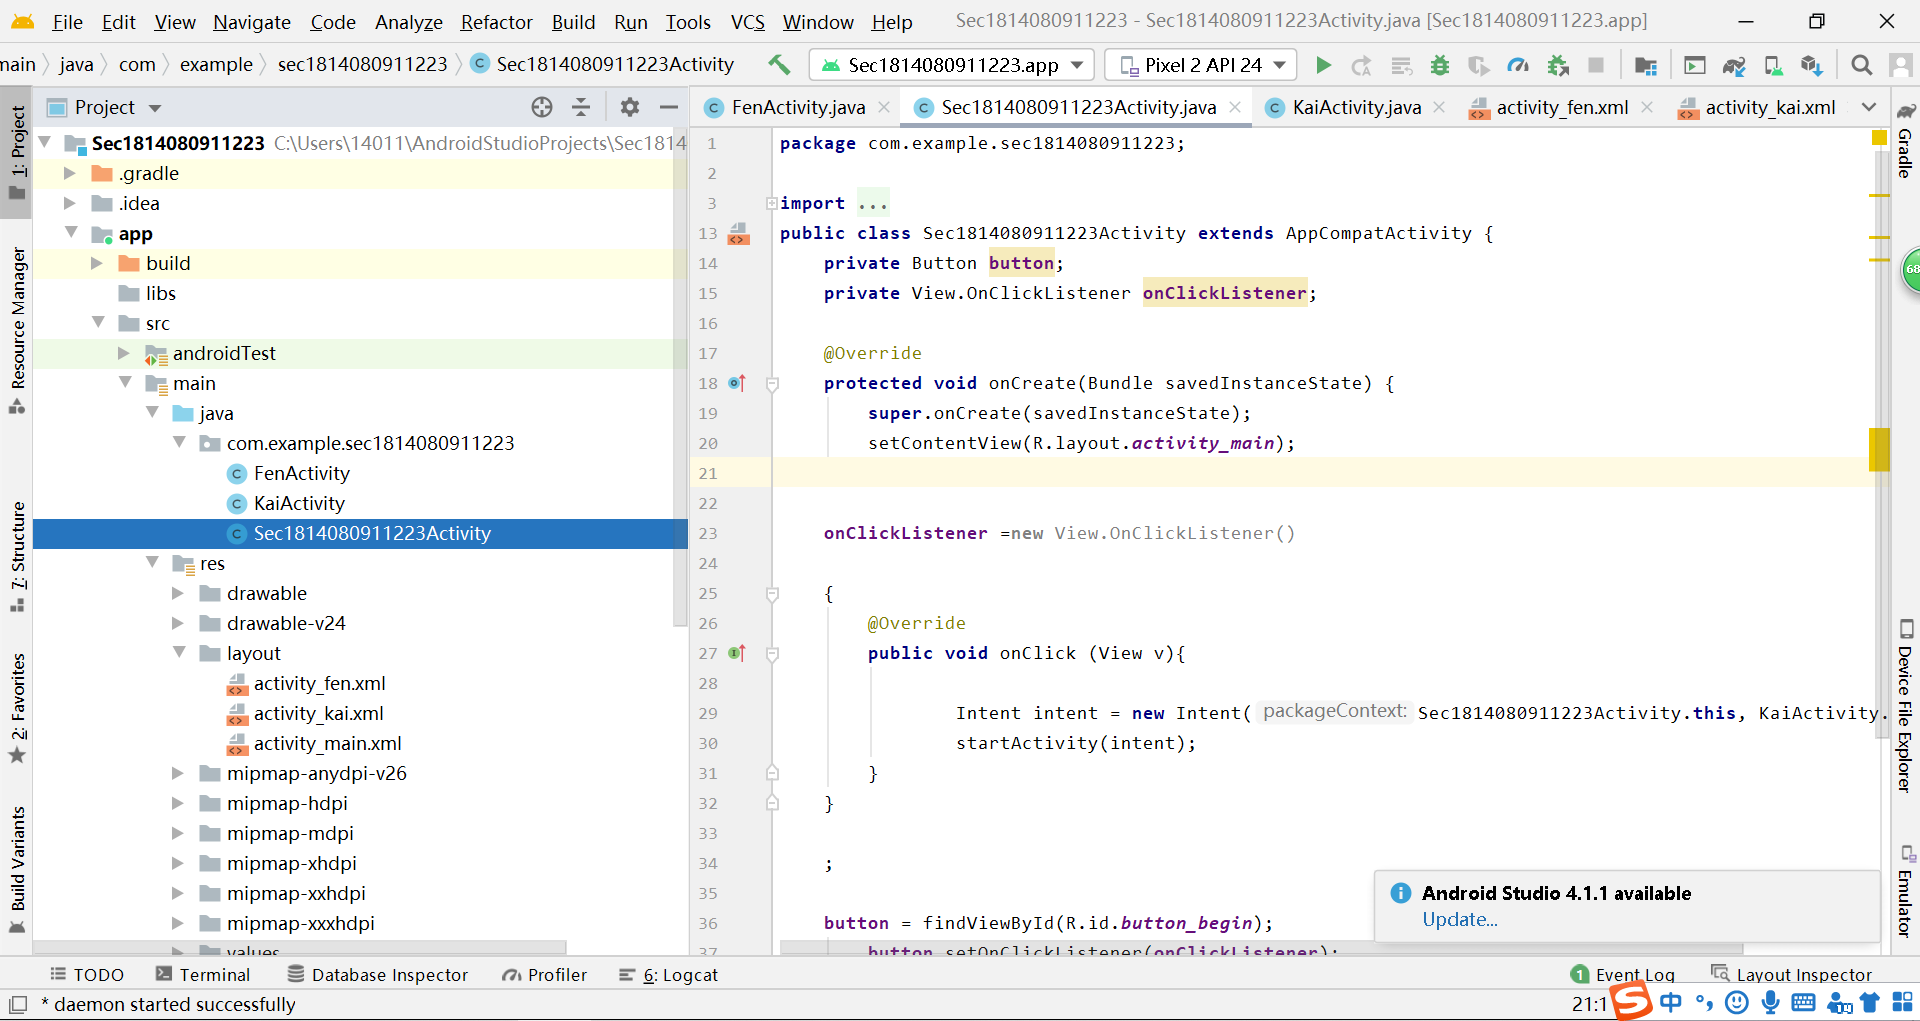 File Edit View Navigate Code Analyze Refactor Build Run Tools VCS Window Help Sec1814080911223 - Sec1814080911223Activity.java [Sec1814080911223.app]
main java com example sec1814080911223 Sec1814080911223Activity Sec1814080911223.app Pixel 2 API 24
Project
FenActivity.java Sec1814080911223Activity.java KaiActivity.java activity_fen.xml activity_kai.xml
1: Project
Resource Manager
7: Structure
2: Favorites
Build Variants
Sec1814080911223 C:\Users\14011\AndroidStudioProjects\Sec1814
.gradle
.idea
app
build
libs
src
androidTest
main
java
com.example.sec1814080911223
FenActivity
KaiActivity
Sec1814080911223Activity
res
drawable
drawable-v24
layout
activity_fen.xml
activity_kai.xml
activity_main.xml
mipmap-anydpi-v26
mipmap-hdpi
mipmap-mdpi
mipmap-xhdpi
mipmap-xxhdpi
mipmap-xxxhdpi
values
1 package com.example.sec1814080911223;
2
3 import ...
13 public class Sec1814080911223Activity extends AppCompatActivity {
14 private Button button;
15 private View.OnClickListener onClickListener;
16
17 @Override
18 protected void onCreate(Bundle savedInstanceState) {
19 super.onCreate(savedInstanceState);
20 setContentView(R.layout.activity_main);
21
22
23 onClickListener =new View.OnClickListener()
24
25 {
26 @Override
27 public void onClick (View v){
28
29 Intent intent = new Intent( packageContext: Sec1814080911223Activity.this, KaiActivity.
30 startActivity(intent);
31 }
32 }
33
34 ;
35
36 button = findViewById(R.id.button_begin);
37 button.setOnClickListener(onClickListener);
Gradle
68
Device File Explorer
Emulator
Android Studio 4.1.1 available
Update...
TODO Terminal Database Inspector Profiler 6: Logcat 1 Event Log Layout Inspector
* daemon started successfully 21:1 S 中